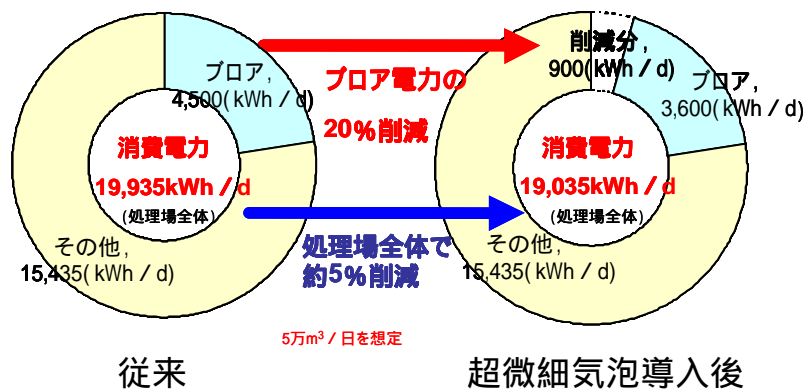 ブロア,
4,500(kWh/d)
消費電力
19,935kWh/d
(処理場全体)
その他,
15,435(kWh/d)
従来
ブロア電力の
20%削減
処理場全体で
約5%削減
5万m³/日を想定
削減分,
900(kWh/d)
ブロア,
3,600(kWh/d)
消費電力
19,035kWh/d
(処理場全体)
その他,
15,435(kWh/d)
超微細気泡導入後